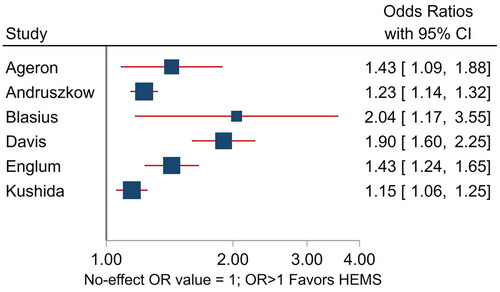 Odds Ratios
Study with 95% CI
Ageron 1.43 [ 1.09, 1.88]
Andruszkow 1.23 [ 1.14, 1.32]
Blasius 2.04 [ 1.17, 3.55]
Davis 1.90 [ 1.60, 2.25]
Englum 1.43 [ 1.24, 1.65]
Kushida 1.15 [ 1.06, 1.25]
1.00 2.00 3.00 4.00
No-effect OR value = 1; OR>1 Favors HEMS